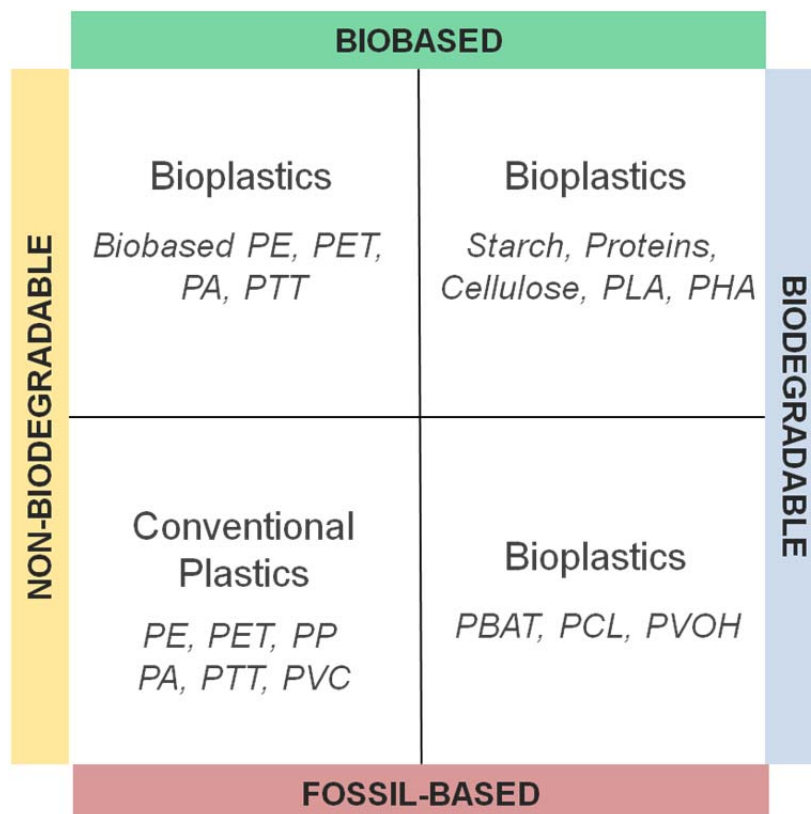 BIOBASED
NON-BIODEGRADABLE
Bioplastics
Biobased PE, PET,
PA, PTT
Bioplastics
Starch, Proteins,
Cellulose, PLA, PHA
BIODEGRADABLE
Conventional
Plastics
PE, PET, PP
PA, PTT, PVC
Bioplastics
PBAT, PCL, PVOH
FOSSIL-BASED